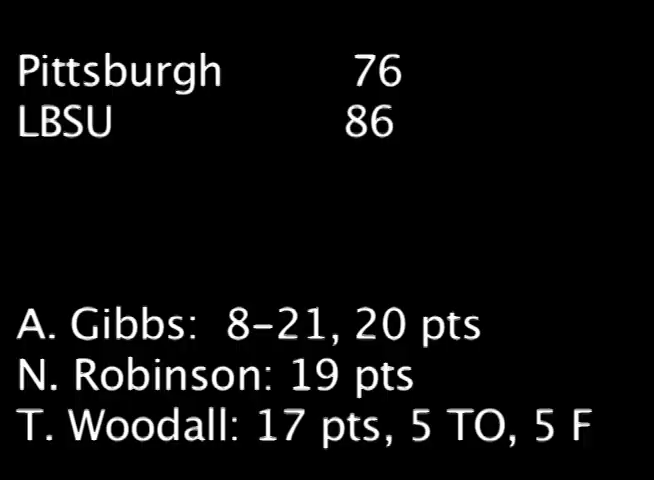 Pittsburgh 76
LBSU 86
A. Gibbs: 8-21, 20 pts
N. Robinson: 19 pts
T. Woodall: 17 pts, 5 TO, 5 F